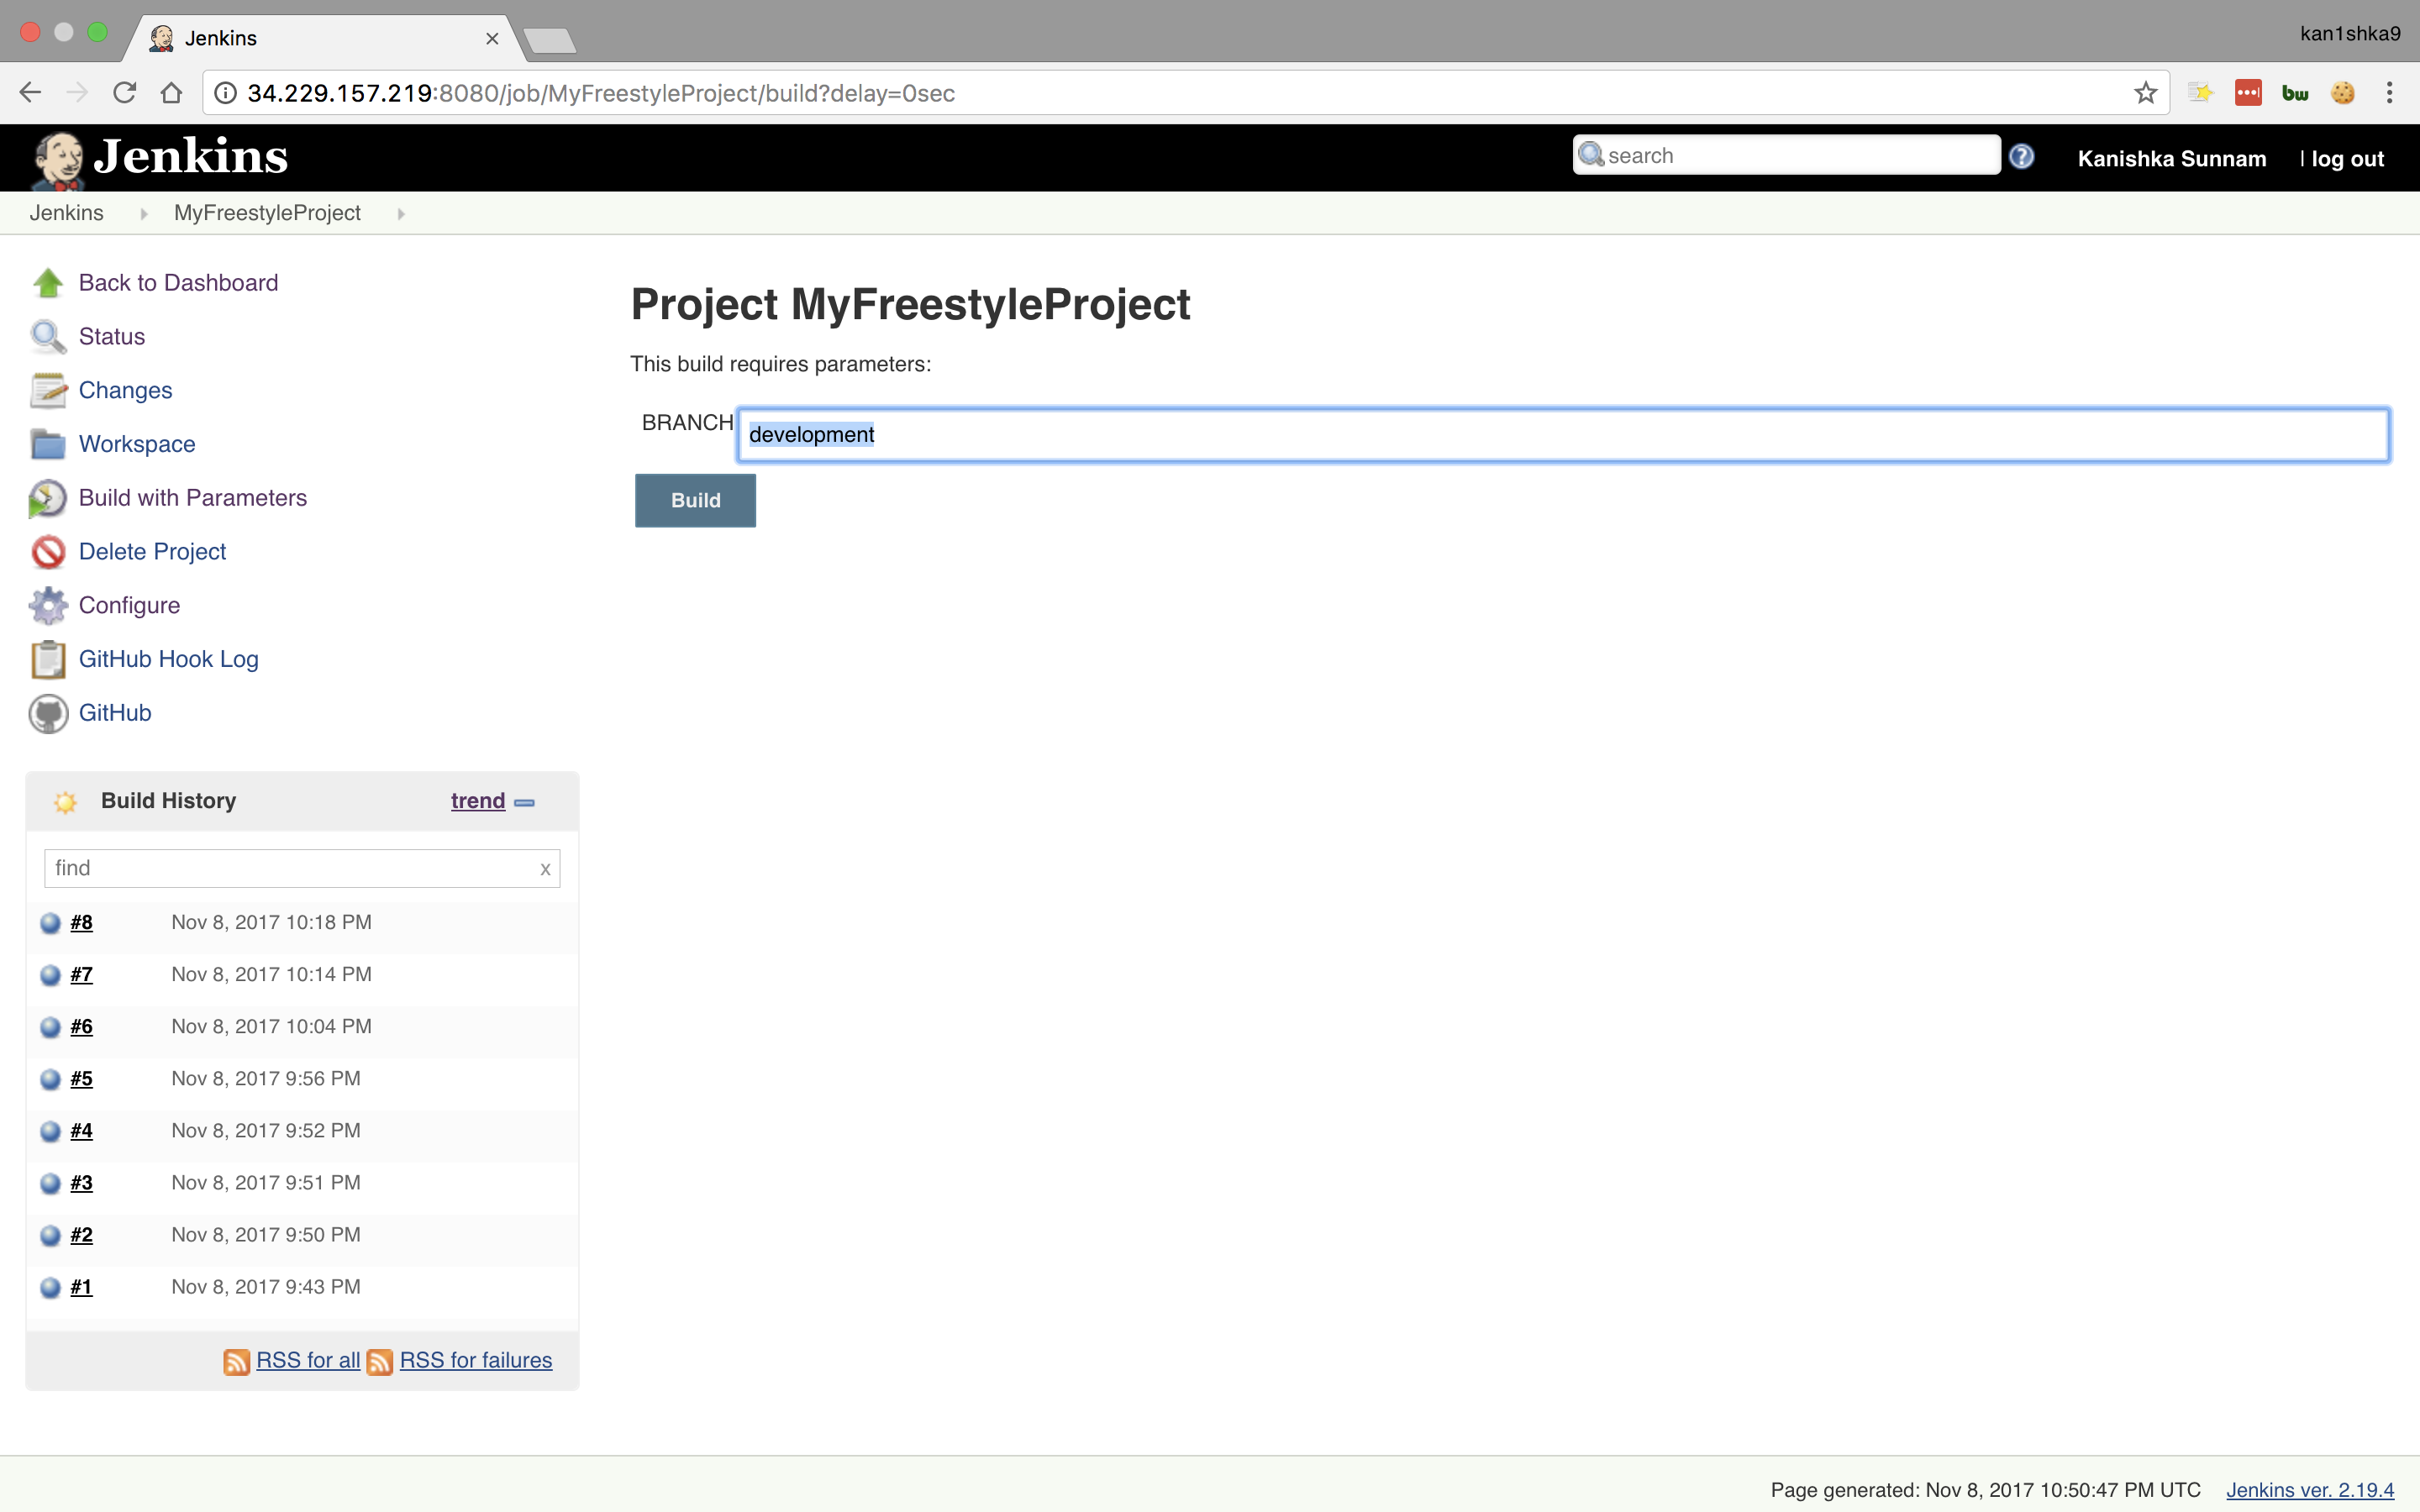 Jenkins
kan1shka9
34.229.157.219:8080/job/MyFreestyleProject/build?delay=0sec
bw
Jenkins
search
?
Kanishka Sunnam
| log out
Jenkins
MyFreestyleProject
Back to Dashboard
Status
Changes
Workspace
Build with Parameters
Delete Project
Configure
GitHub Hook Log
GitHub
Project MyFreestyleProject
This build requires parameters:
BRANCH
development
Build
Build History
trend
find
x
#8 Nov 8, 2017 10:18 PM
#7 Nov 8, 2017 10:14 PM
#6 Nov 8, 2017 10:04 PM
#5 Nov 8, 2017 9:56 PM
#4 Nov 8, 2017 9:52 PM
#3 Nov 8, 2017 9:51 PM
#2 Nov 8, 2017 9:50 PM
#1 Nov 8, 2017 9:43 PM
RSS for all RSS for failures
Page generated: Nov 8, 2017 10:50:47 PM UTC Jenkins ver. 2.19.4